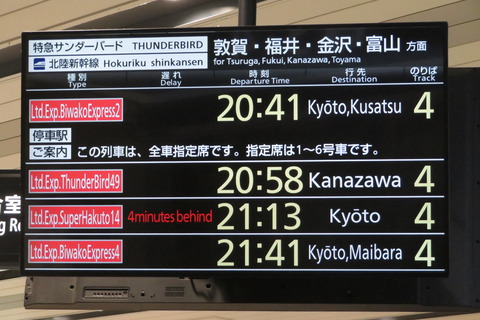 特急サンダーバード THUNDERBIRD 敦賀・福井・金沢・富山 方面
北陸新幹線 Hokuriku shinkansen for Tsuruga, Fukui, Kanazawa, Toyama
種別 遅れ 時刻 行先 のりば
Type Delay Departure Time Destination Track
Ltd.Exp.BiwakoExpress2 20:41 Kyōto,Kusatsu 4
停車駅
ご案内 この列車は、全車指定席です。指定席は1~6号車です。
Ltd.Exp.ThunderBird49 20:58 Kanazawa 4
Ltd.Exp.SuperHakuto14 4minutes behind 21:13 Kyōto 4
Ltd.Exp.BiwakoExpress4 21:41 Kyōto,Maibara 4